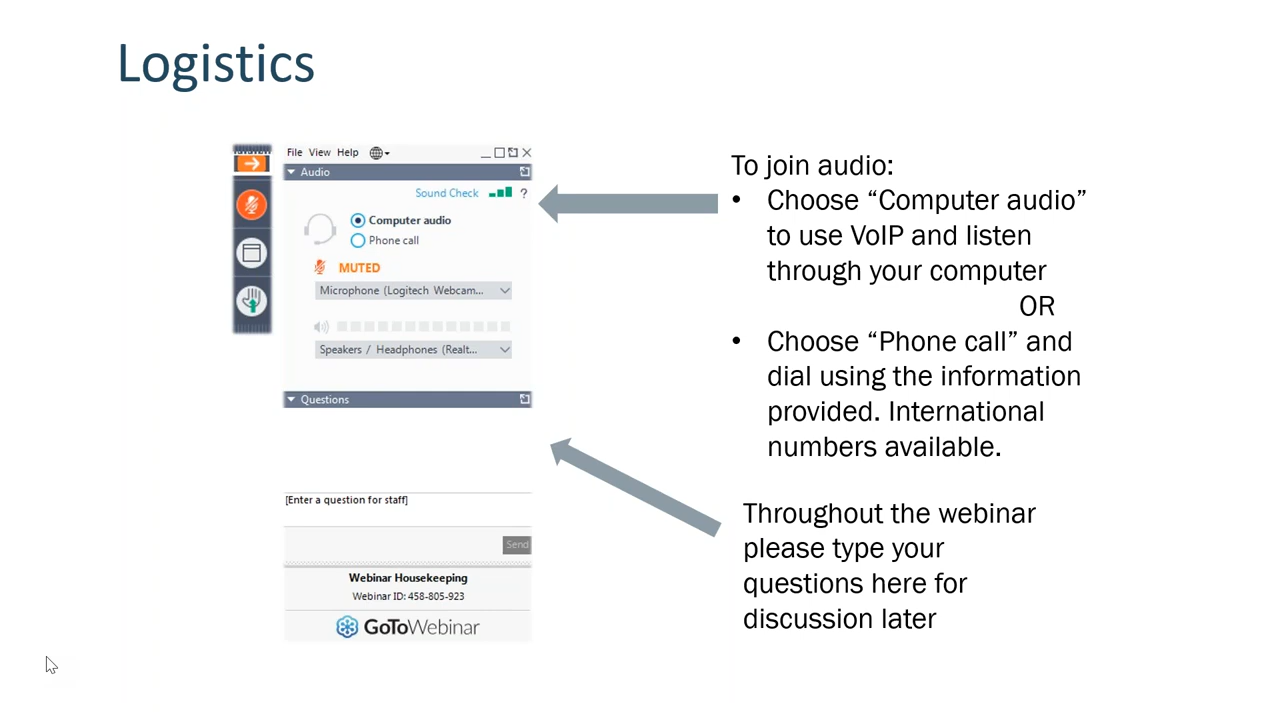 Logistics
File View Help
Audio
Sound Check ?
Computer audio
Phone call
MUTED
Microphone (Logitech Webcam...
Speakers / Headphones (Realt...
Questions
[Enter a question for staff]
Send
Webinar Housekeeping
Webinar ID: 458-805-923
GoToWebinar
To join audio:
• Choose “Computer audio”
to use VoIP and listen
through your computer
OR
• Choose “Phone call” and
dial using the information
provided. International
numbers available.
Throughout the webinar
please type your
questions here for
discussion later